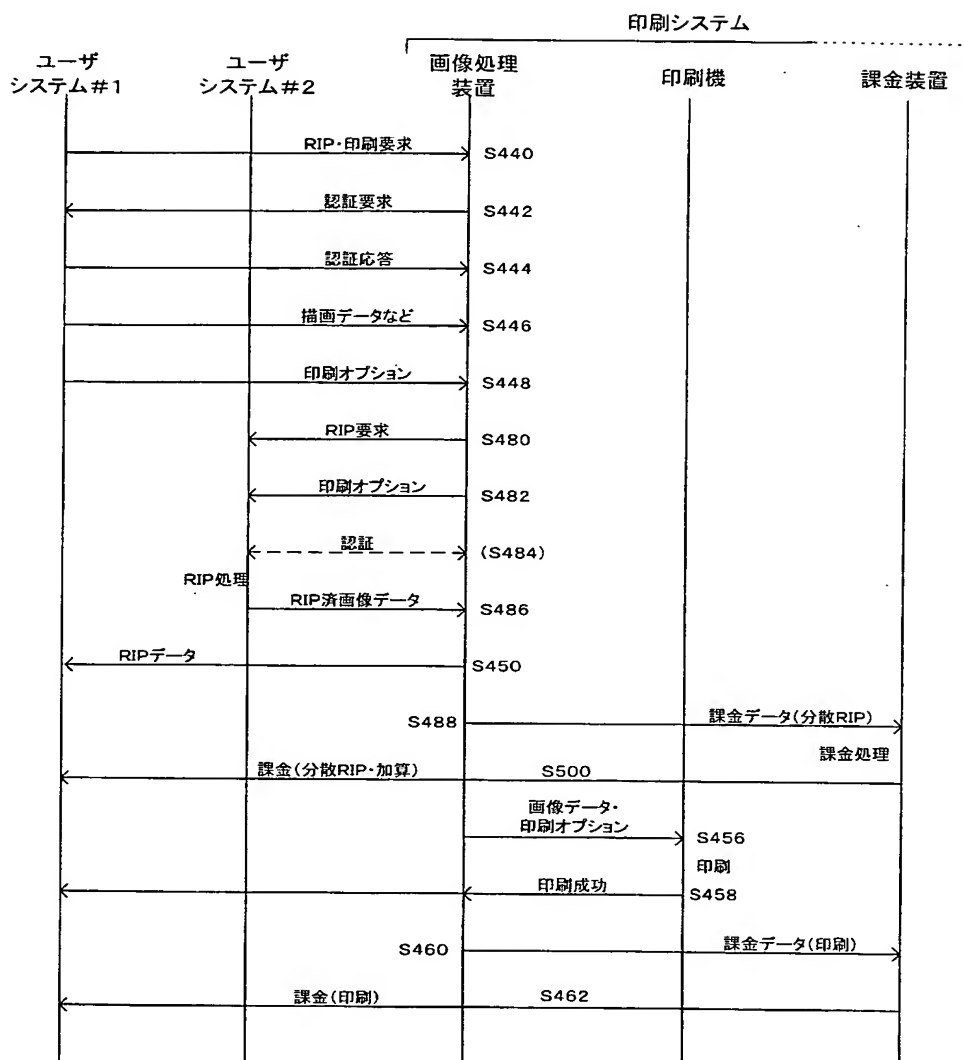 印刷システム
ユーザ
システム#1
ユーザ
システム#2
画像処理
装置
印刷機
課金装置
RIP・印刷要求
S440
認証要求
S442
認証応答
S444
描画データなど
S446
印刷オプション
S448
RIP要求
S480
印刷オプション
S482
認証
(S484)
RIP処理
RIP済画像データ
S486
RIPデータ
S450
S488
課金データ(分散RIP)
課金処理
課金(分散RIP・加算)
S500
画像データ・
印刷オプション
S456
印刷
印刷成功
S458
S460
課金データ(印刷)
課金(印刷)
S462